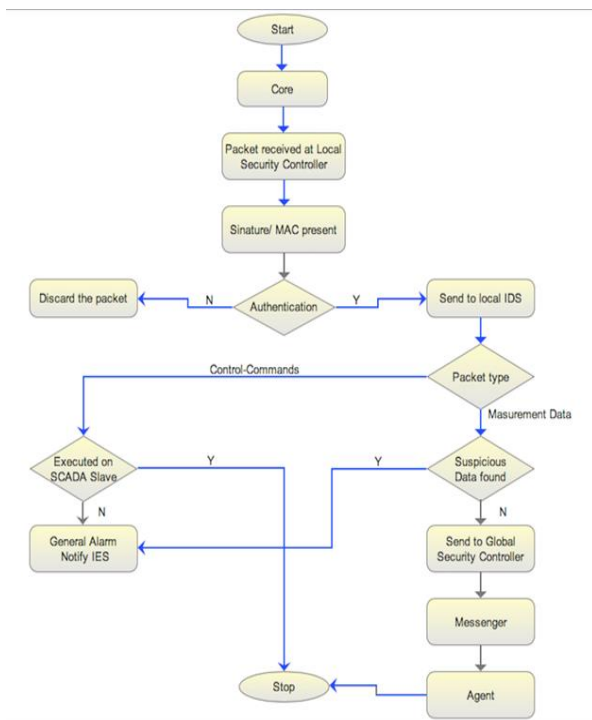 Start
Core
Packet received at Local
Security Controller
Sinature/ MAC present
Discard the packet
N
Authentication
Y
Send to local IDS
Control-Commands
Packet type
Masurement Data
Executed on
SCADA Slave
Y
Y
Suspicious
Data found
N
N
General Alarm
Notify IES
Send to Global
Security Controller
Messenger
Stop
Agent